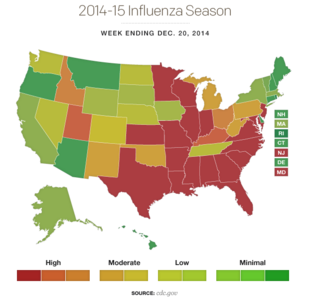 2014-15 Influenza Season
WEEK ENDING DEC. 20, 2014
NH
MA
RI
CT
NJ
DE
MD
High
Moderate
Low
Minimal
SOURCE: cdc.gov